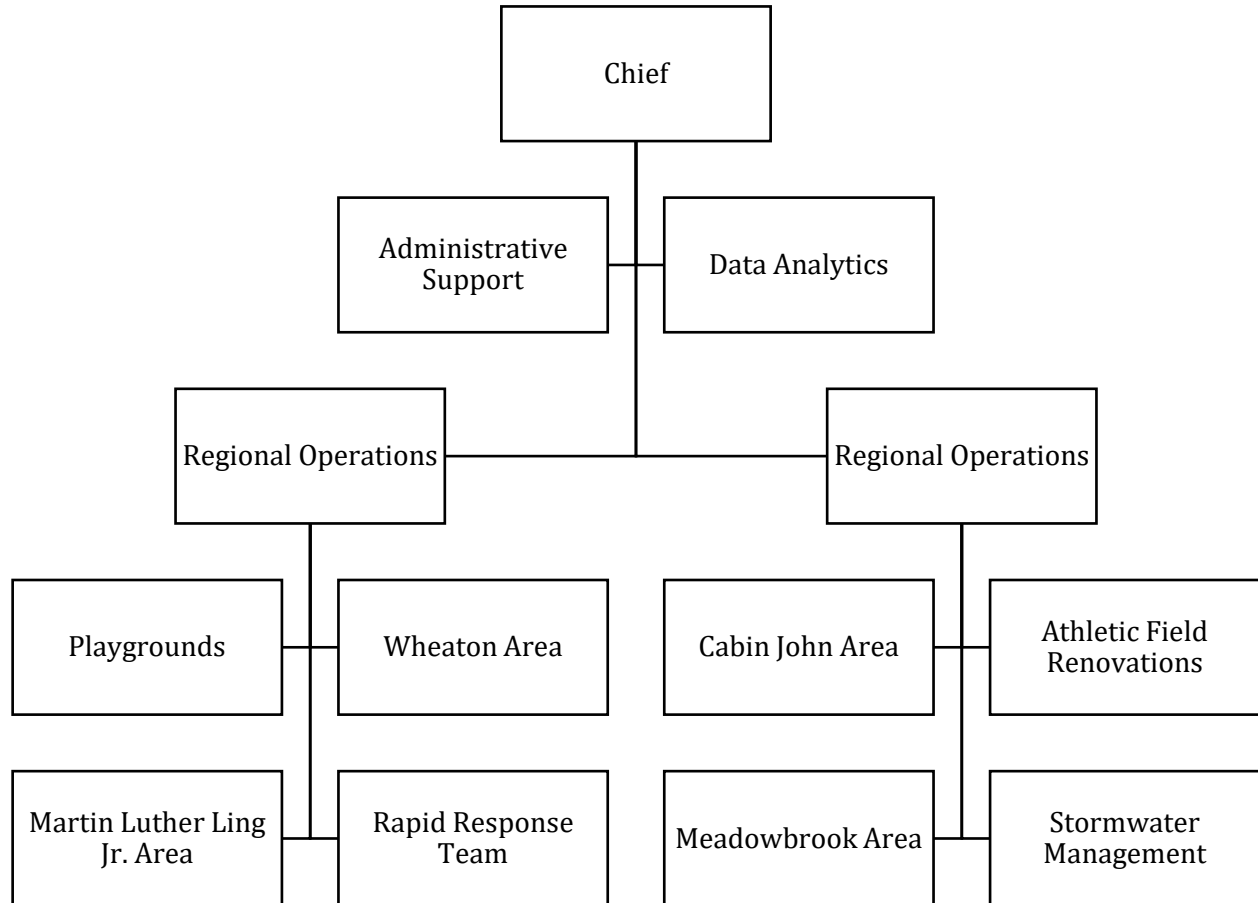 Chief
Administrative
Support
Data Analytics
Regional Operations
Regional Operations
Playgrounds
Wheaton Area
Cabin John Area
Athletic Field
Renovations
Martin Luther Ling
Jr. Area
Rapid Response
Team
Meadowbrook Area
Stormwater
Management